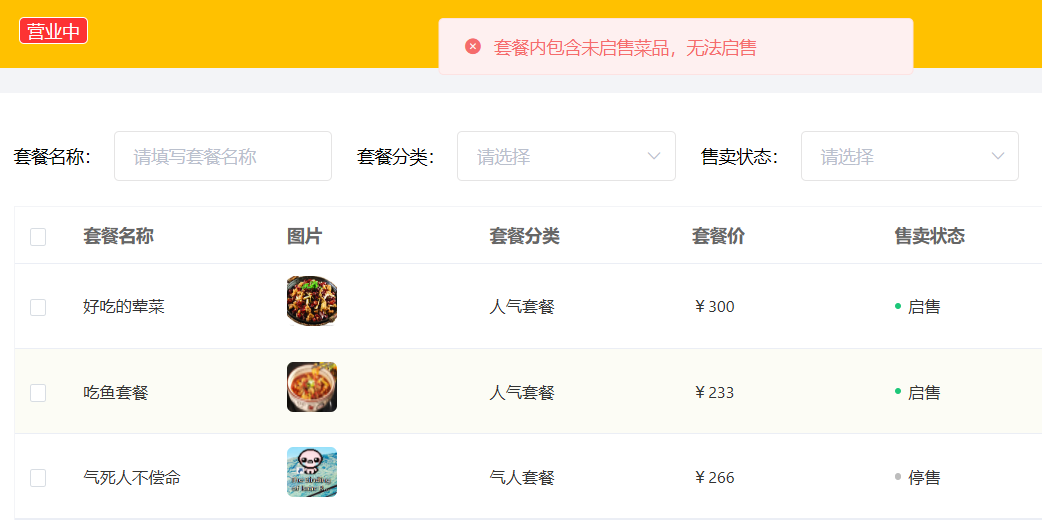 营业中
套餐内包含未启售菜品，无法启售
套餐名称： 请填写套餐名称 套餐分类： 请选择 售卖状态： 请选择
套餐名称 图片 套餐分类 套餐价 售卖状态
好吃的荤菜 人气套餐 ￥300 启售
吃鱼套餐 人气套餐 ￥233 启售
气死人不偿命 气人套餐 ￥266 停售